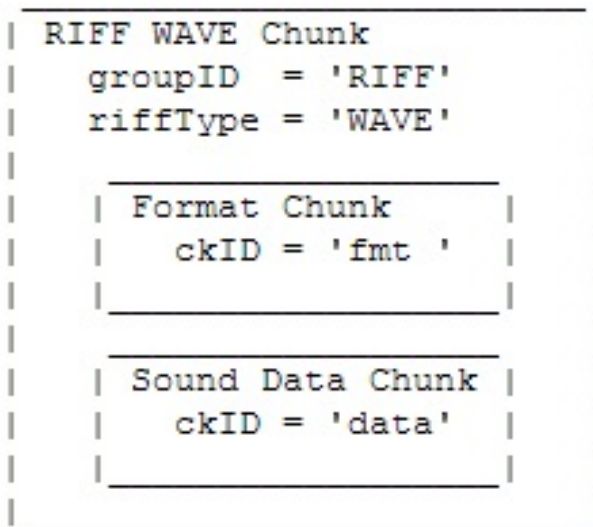 RIFF WAVE Chunk
groupID = 'RIFF'
riffType = 'WAVE'
Format Chunk
ckID = 'fmt '
Sound Data Chunk
ckID = 'data'